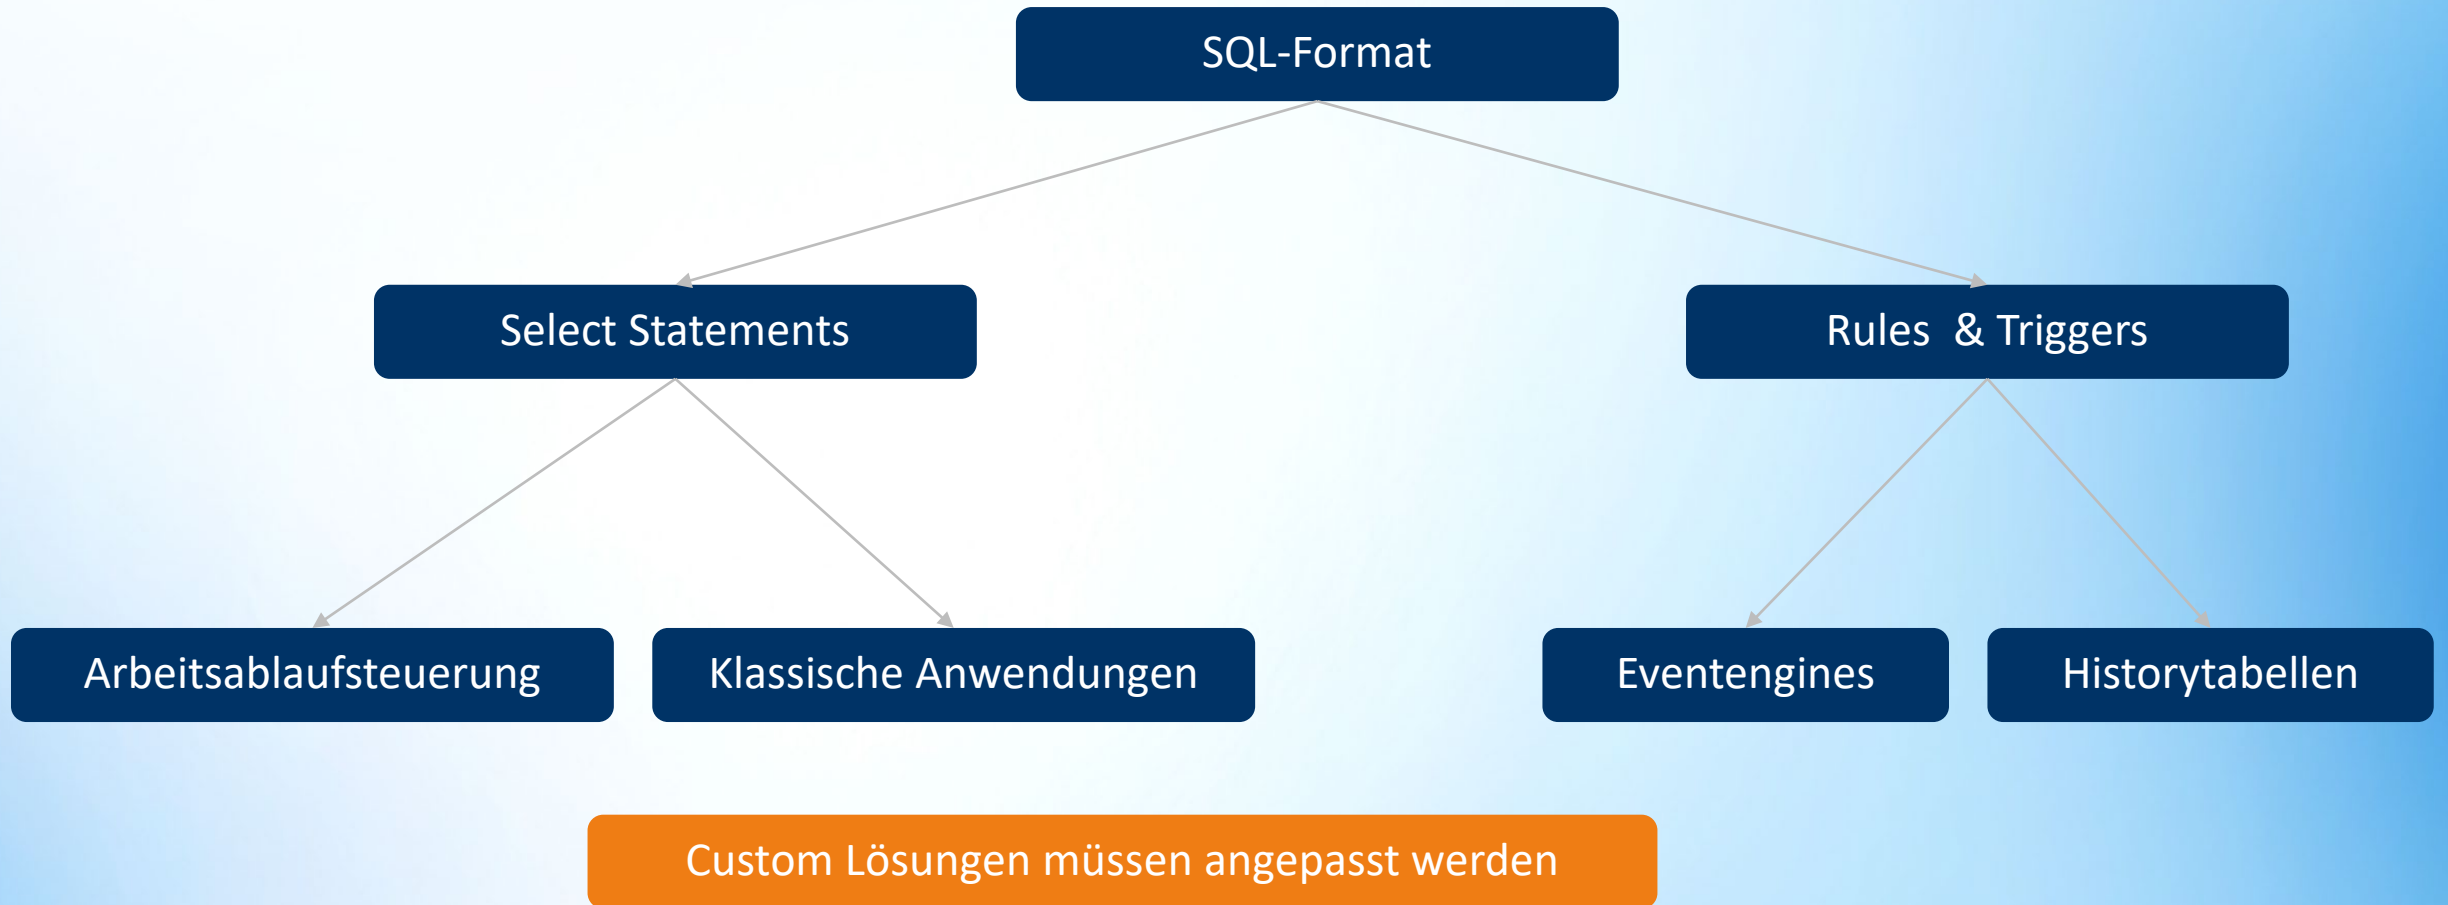 SQL-Format
Select Statements
Rules  & Triggers
Arbeitsablaufsteuerung
Klassische Anwendungen
Eventengines
Historytabellen
Custom Lösungen müssen angepasst werden